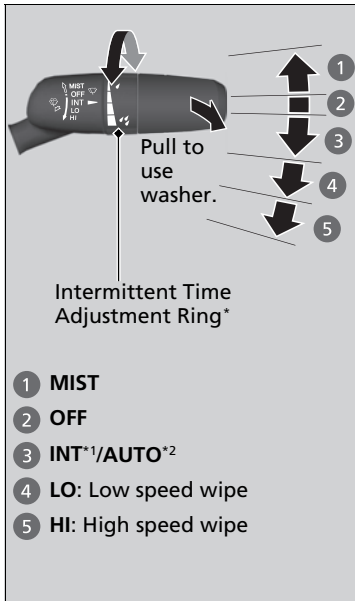 MIST
OFF
INT
LO
HI
1
2
3
4
5
Pull to
use
washer.
Intermittent Time
Adjustment Ring*
1 MIST
2 OFF
3 INT*1/AUTO*2
4 LO: Low speed wipe
5 HI: High speed wipe